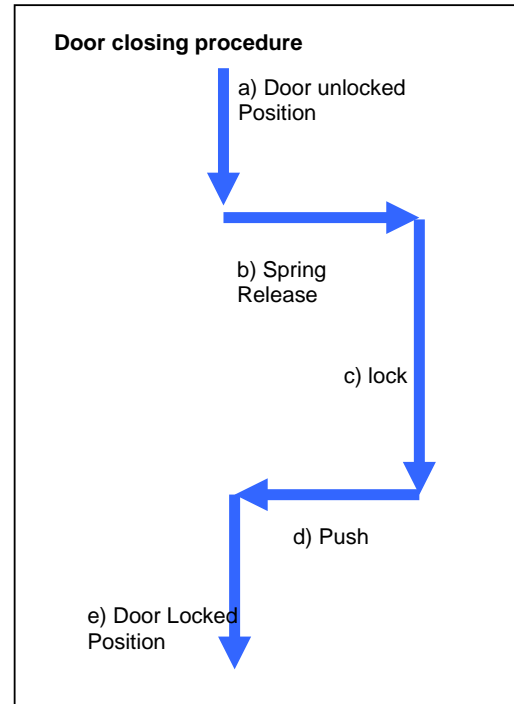 Door closing procedure
a) Door unlocked
Position
b) Spring
Release
c) lock
d) Push
e) Door Locked
Position